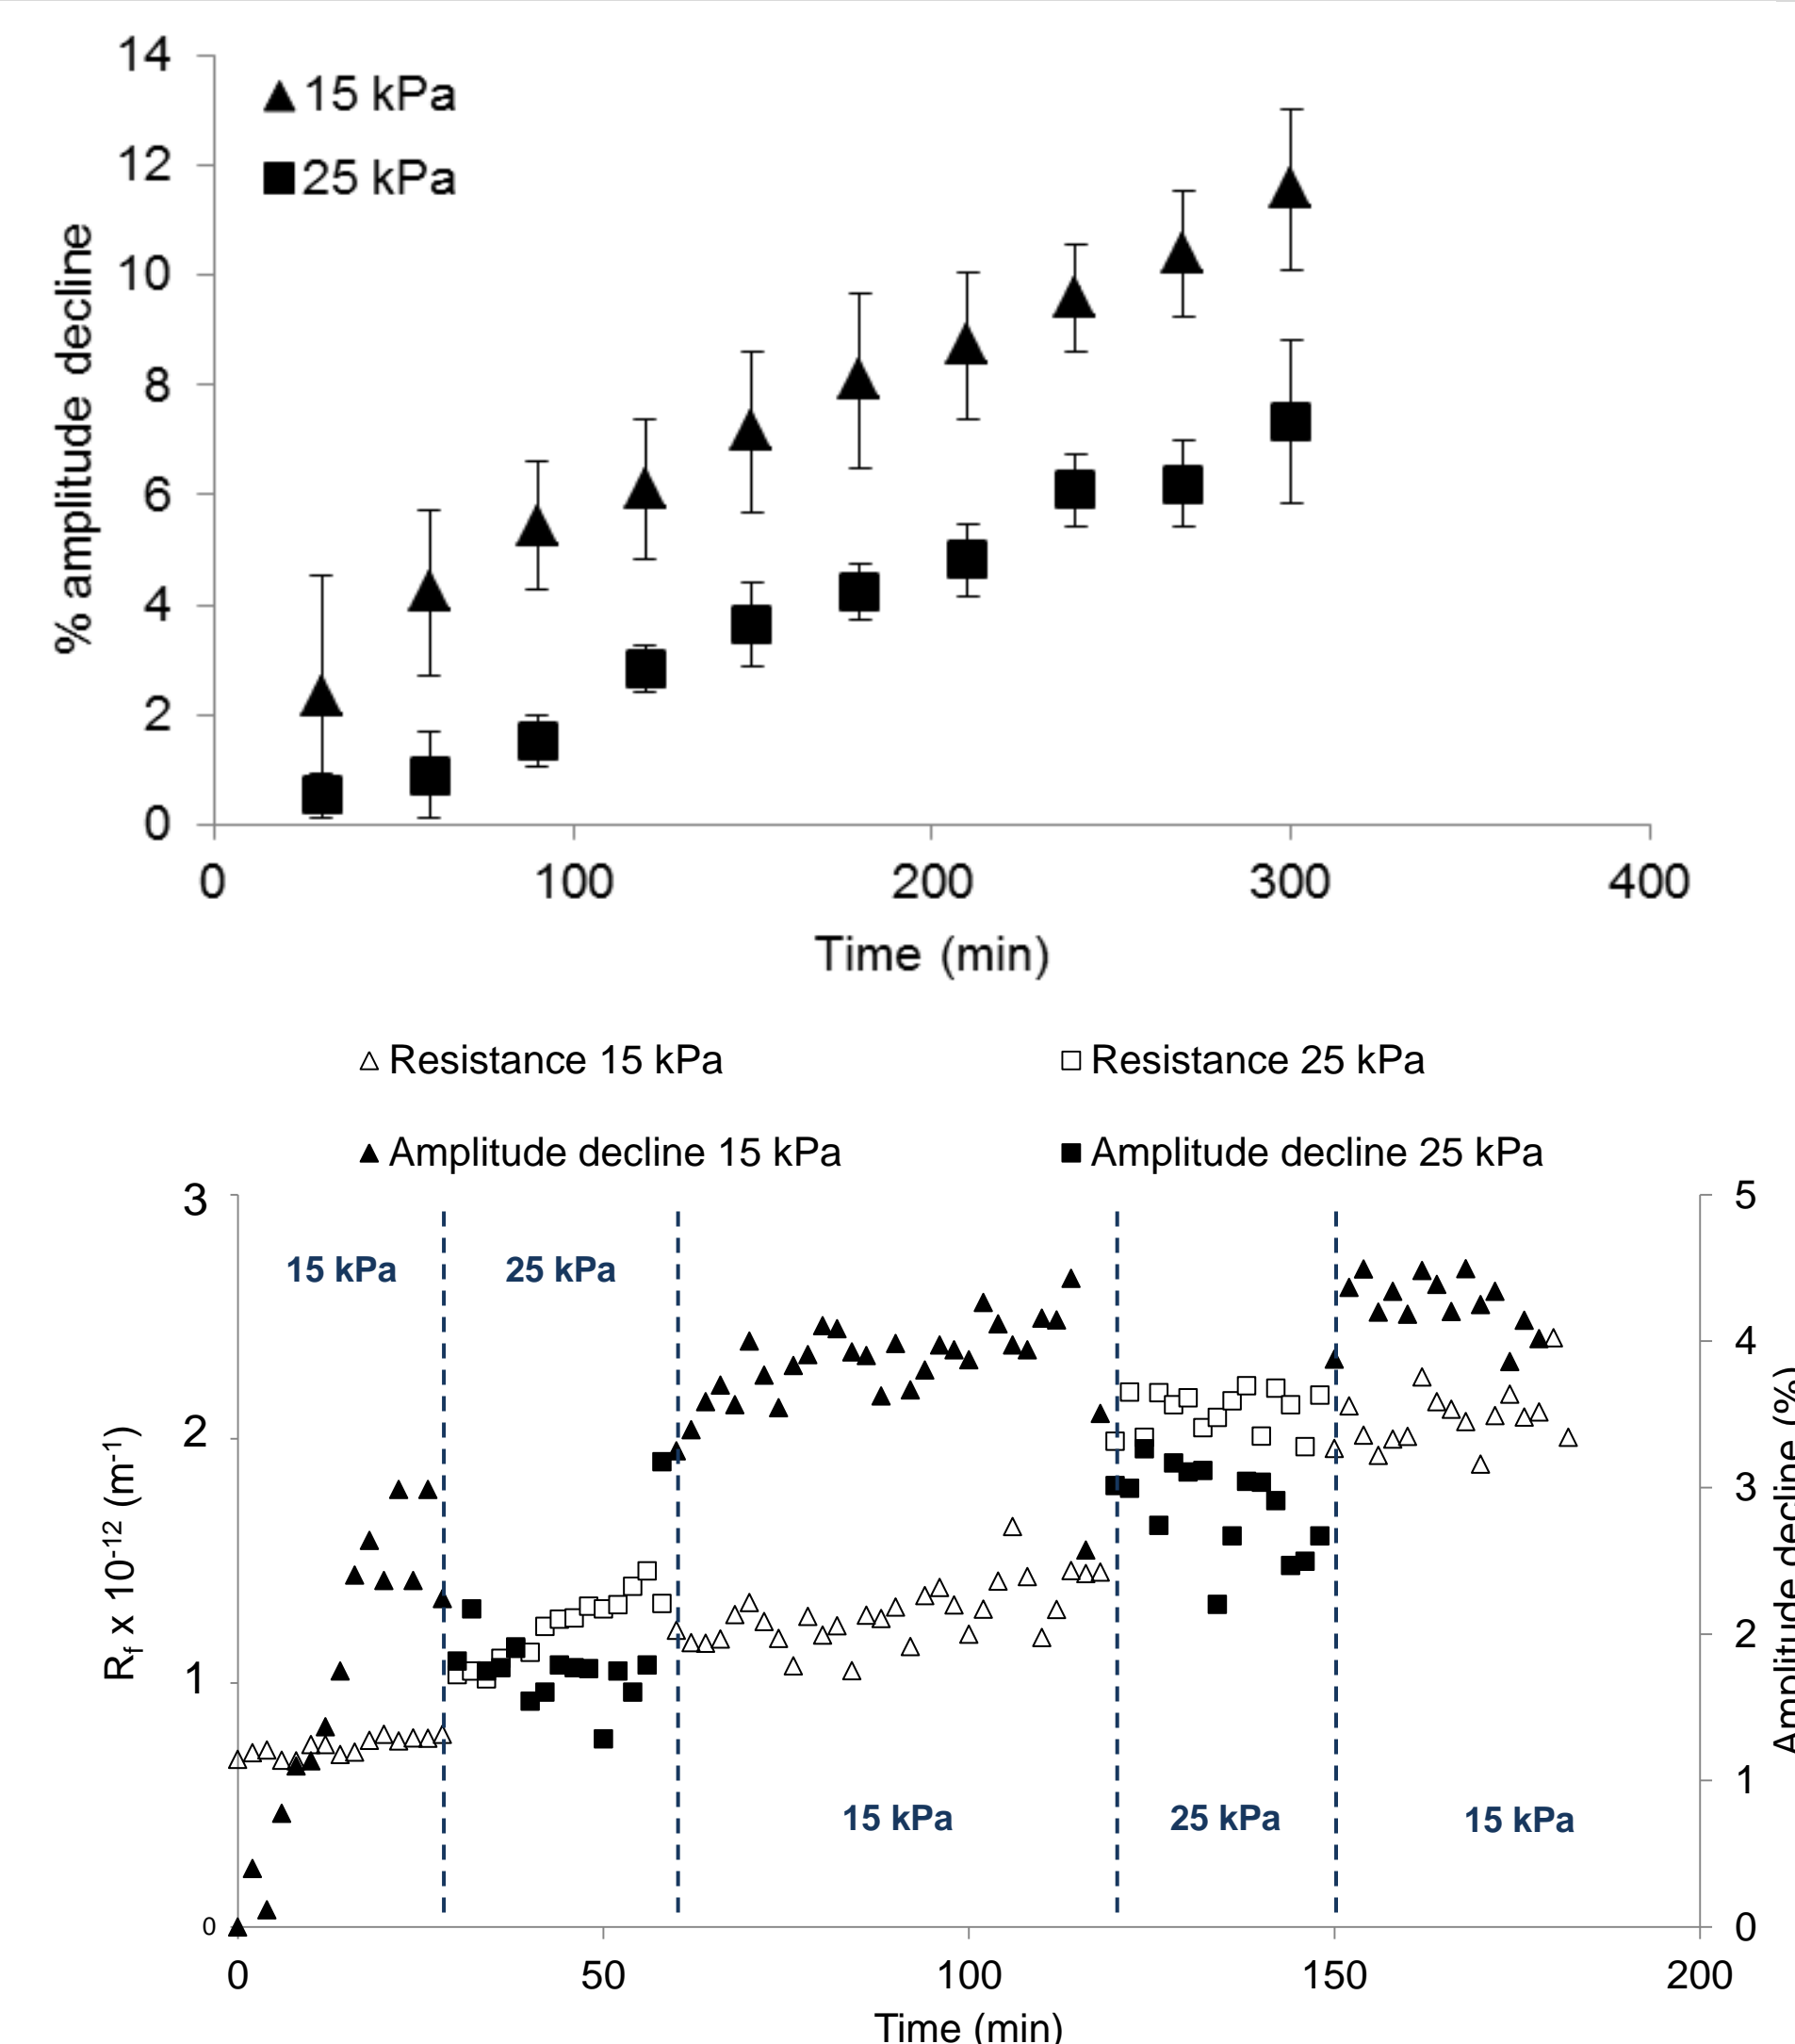 14
▲ 15 kPa
12
■ 25 kPa
10
8
6
4
2
0
% amplitude decline
0 100 200 300 400
Time (min)
△ Resistance 15 kPa □ Resistance 25 kPa
▲ Amplitude decline 15 kPa ■ Amplitude decline 25 kPa
3 5
15 kPa 25 kPa
4
2
3
2
1
1
15 kPa 25 kPa 15 kPa
0 0
Rf x 10-12 (m-1)
Amplitude decline (%)
0 50 100 150 200
Time (min)